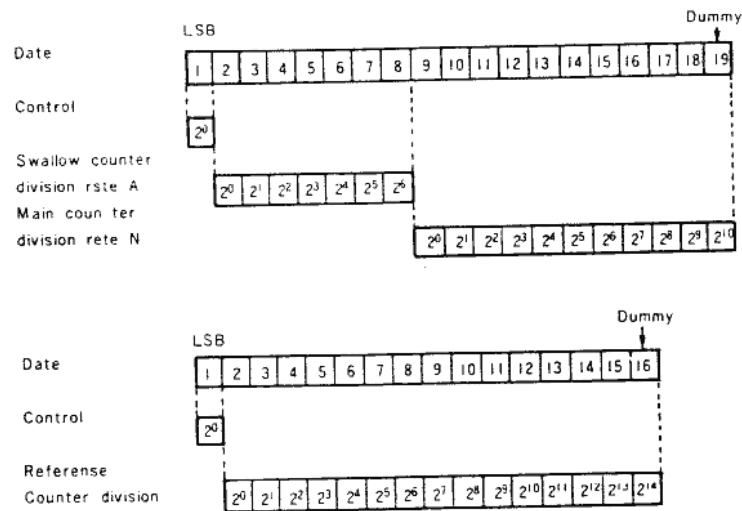 Dummy
LSB
Date
1 2 3 4 5 6 7 8 9 10 11 12 13 14 15 16 17 18 19
Control
2⁰
Swallow counter
division rste A
2⁰ 2¹ 2² 2³ 2⁴ 2⁵ 2⁶
Main coun ter
division rete N
2⁰ 2¹ 2² 2³ 2⁴ 2⁵ 2⁶ 2⁷ 2⁸ 2⁹ 2¹⁰
Dummy
LSB
Date
1 2 3 4 5 6 7 8 9 10 11 12 13 14 15 16
Control
2⁰
Referense
Counter division
2⁰ 2¹ 2² 2³ 2⁴ 2⁵ 2⁶ 2⁷ 2⁸ 2⁹ 2¹⁰ 2¹¹ 2¹² 2¹³ 2¹⁴